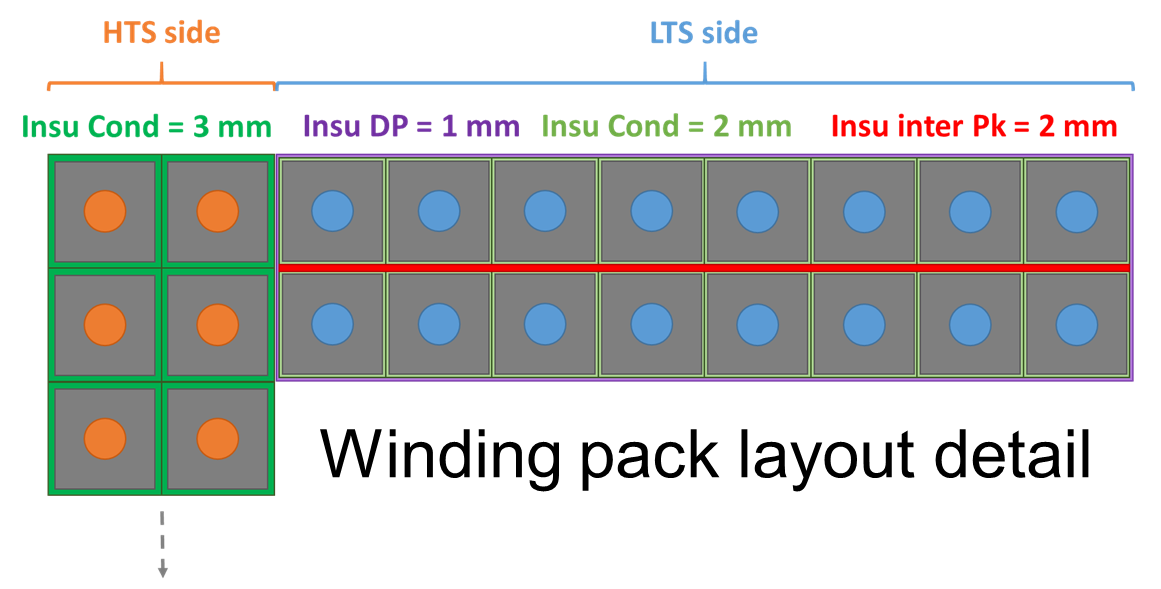 HTS side
LTS side
Insu Cond = 3 mm
Insu DP = 1 mm
Insu Cond = 2 mm
Insu inter Pk = 2 mm
Winding pack layout detail